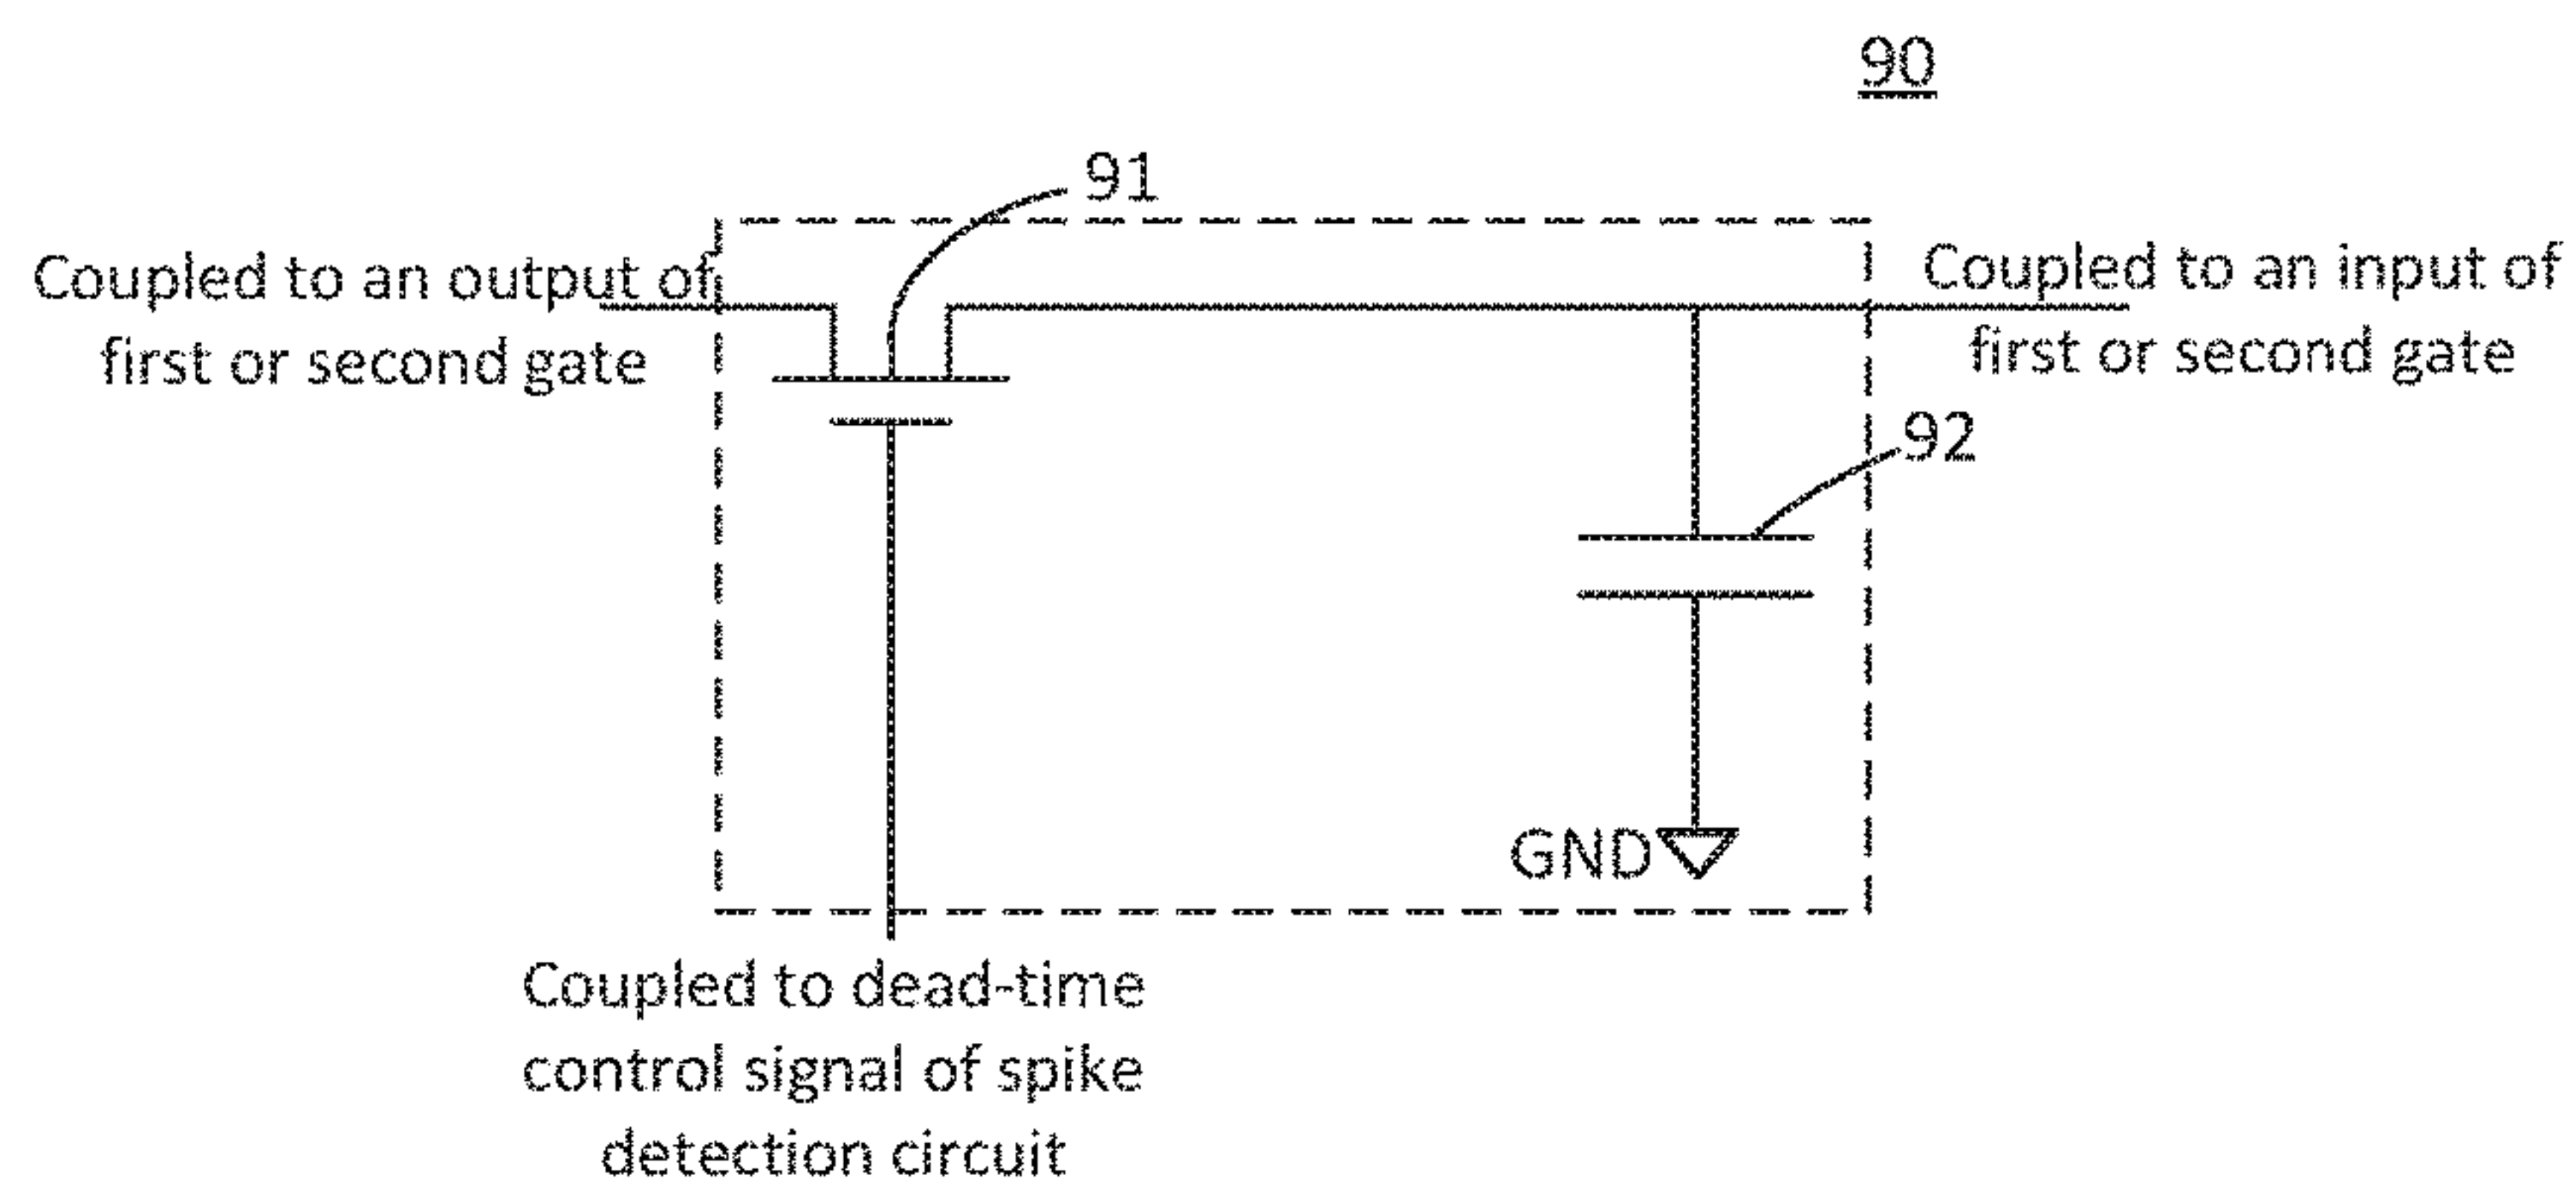 90
91
Coupled to an output of
first or second gate
Coupled to an input of
first or second gate
92
GND
Coupled to dead-time
control signal of spike
detection circuit